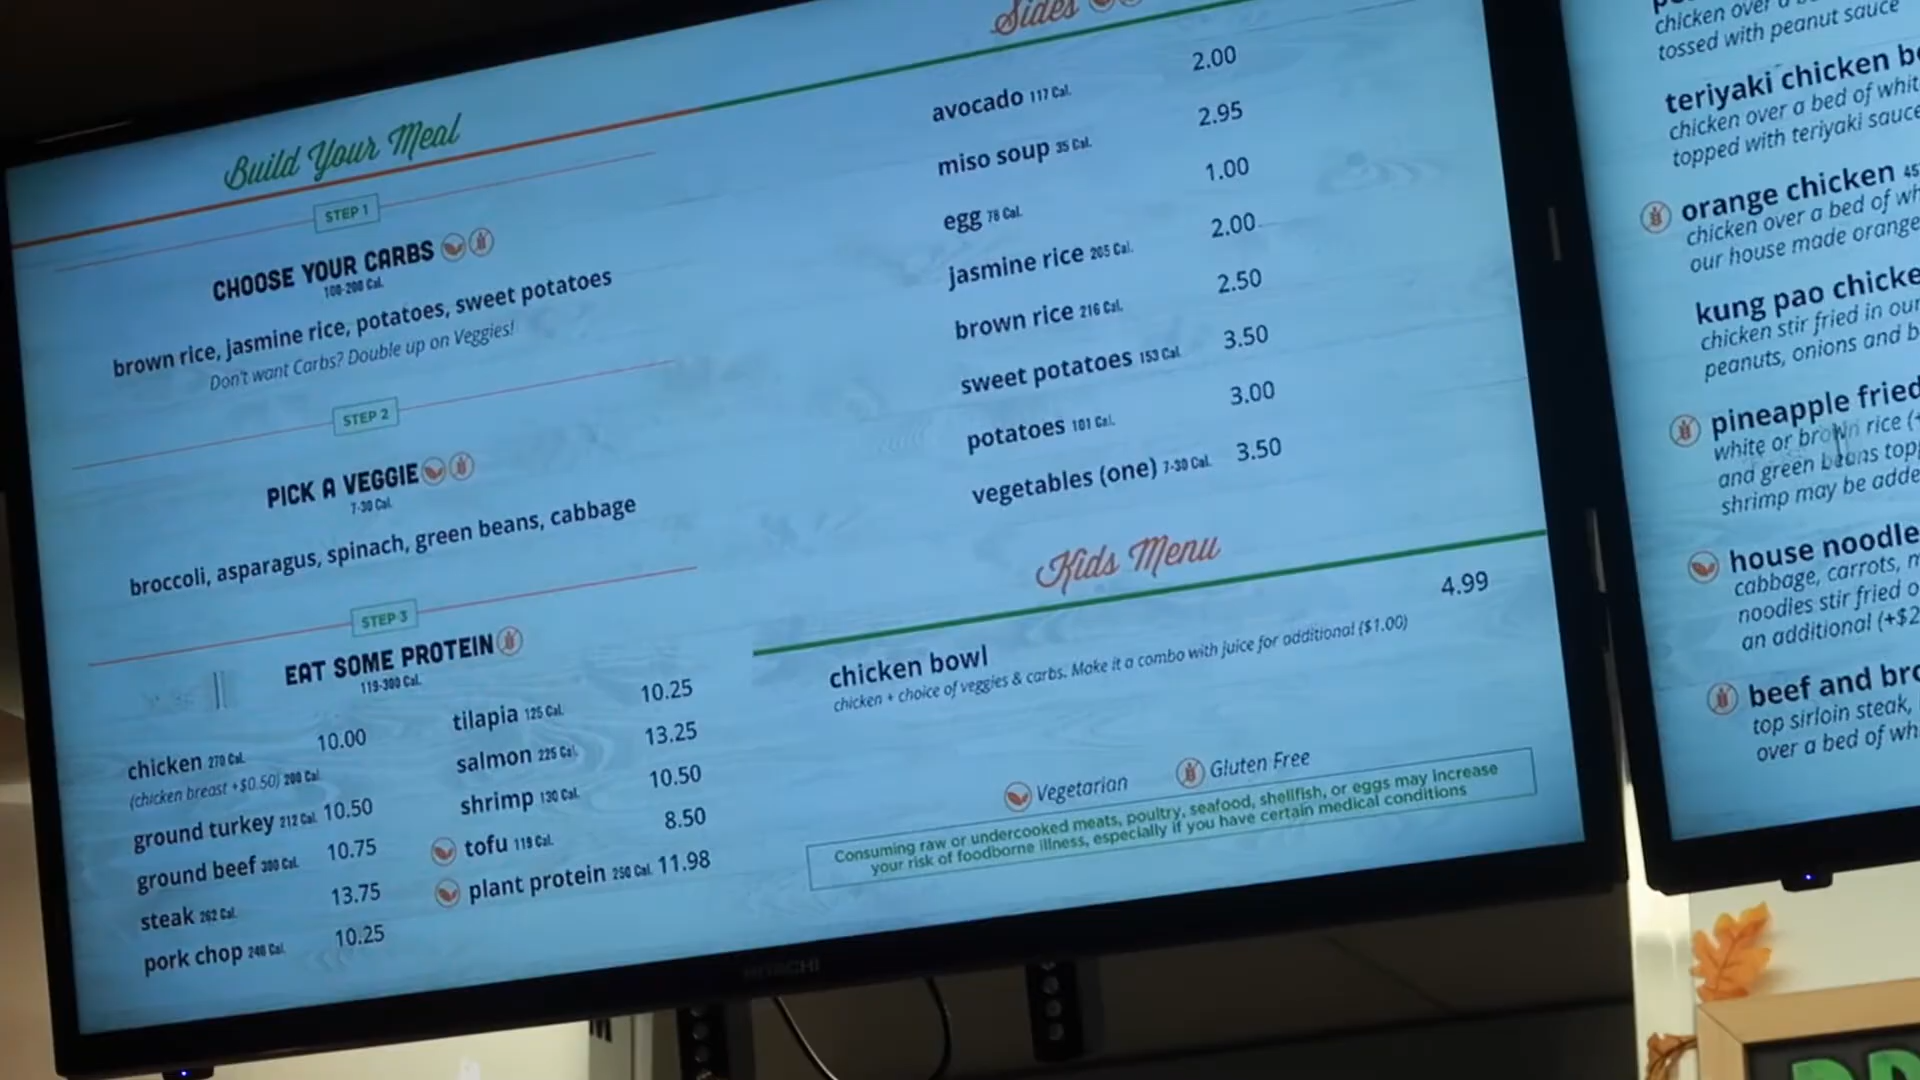 Build Your Meal
STEP 1
CHOOSE YOUR CARBS
100-200 Cal.
brown rice, jasmine rice, potatoes, sweet potatoes
Don't want Carbs? Double up on Veggies!
STEP 2
PICK A VEGGIE
7-30 Cal.
broccoli, asparagus, spinach, green beans, cabbage
STEP 3
EAT SOME PROTEIN
119-300 Cal.
chicken 270 Cal. 10.00
(chicken breast +$0.50) 200 Cal.
ground turkey 212 Cal. 10.50
ground beef 300 Cal. 10.75
steak 262 Cal. 13.75
pork chop 240 Cal. 10.25
tilapia 125 Cal. 10.25
salmon 225 Cal. 13.25
shrimp 130 Cal. 10.50
tofu 119 Cal. 8.50
plant protein 250 Cal. 11.98
Sides
avocado 117 Cal. 2.00
miso soup 35 Cal. 2.95
egg 78 Cal. 1.00
jasmine rice 205 Cal. 2.00
brown rice 216 Cal. 2.50
sweet potatoes 153 Cal. 3.50
potatoes 101 Cal. 3.00
vegetables (one) 7-30 Cal. 3.50
Kids Menu
chicken bowl 4.99
chicken + choice of veggies & carbs. Make it a combo with juice for additional ($1.00)
Vegetarian
Gluten Free
Consuming raw or undercooked meats, poultry, seafood, shellfish, or eggs may increase
your risk of foodborne illness, especially if you have certain medical conditions
HITACHI
chicken over a
tossed with peanut sauce
teriyaki chicken
chicken over a bed of
topped with teriyaki sauce
orange chicken
chicken over a bed of
our house made orange
kung pao
chicken stir fried in
peanuts, onions and
pineapple fried
white or brown rice
and green beans
shrimp may be
house
cabbage, carrots,
noodles stir fried
an additional (+$2
beef and
top sirloin steak,
over a bed of